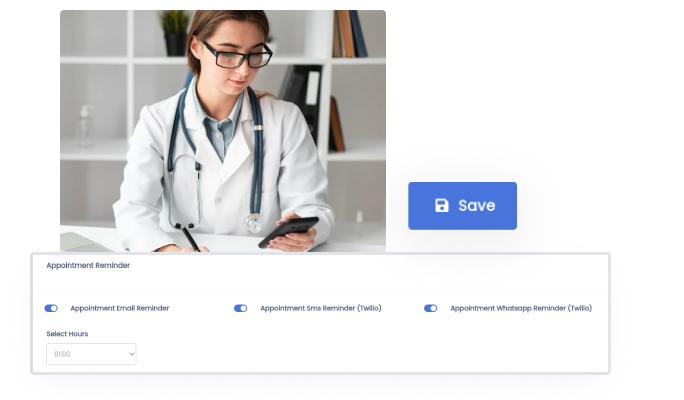 Save
Appointment Reminder
Appointment Email Reminder
Appointment Sms Reminder (Twilio)
Appointment Whatsapp Reminder (Twilio)
Select Hours
01:00